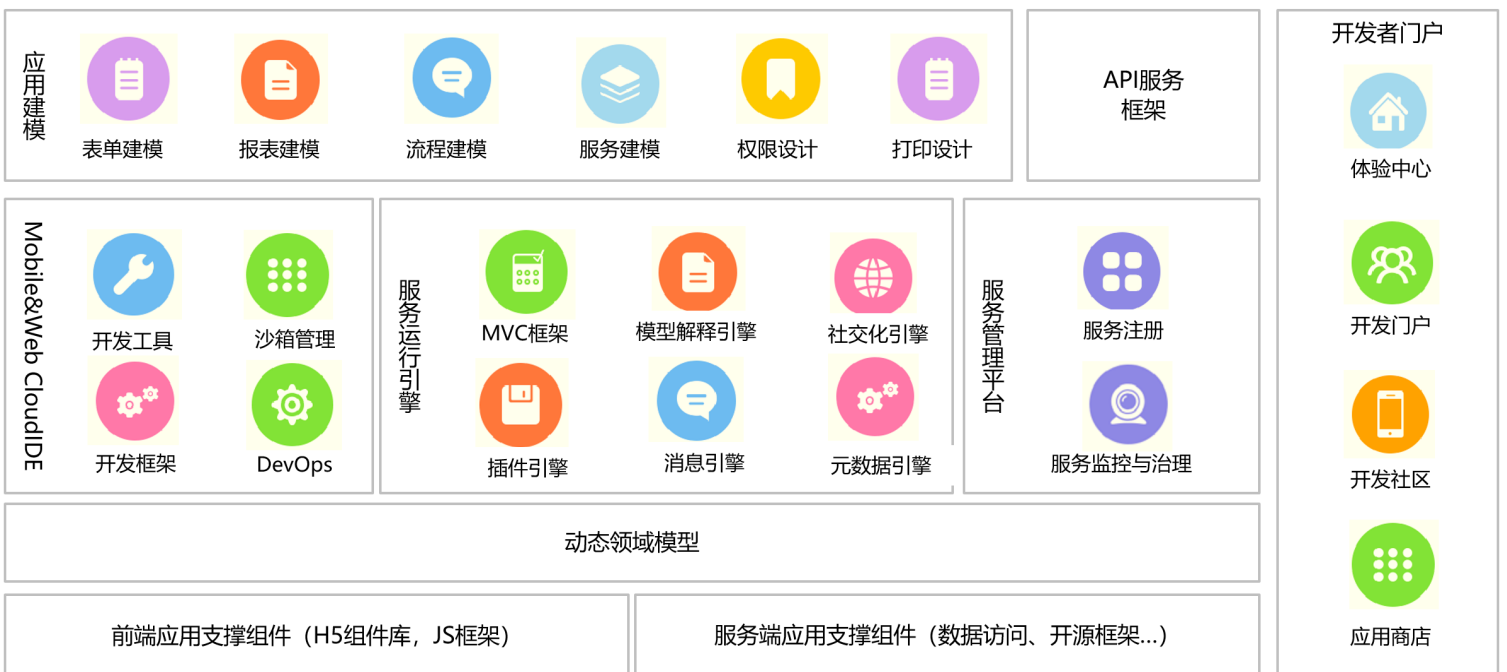 应用建模
表单建模
报表建模
流程建模
服务建模
权限设计
打印设计
API服务
框架
开发者门户
体验中心
开发门户
开发社区
应用商店
Mobile&Web CloudIDE
开发工具
沙箱管理
开发框架
DevOps
服务运行引擎
MVC框架
模型解释引擎
社交化引擎
插件引擎
消息引擎
元数据引擎
服务管理平台
服务注册
服务监控与治理
动态领域模型
前端应用支撑组件（H5组件库，JS框架）
服务端应用支撑组件（数据访问、开源框架...）